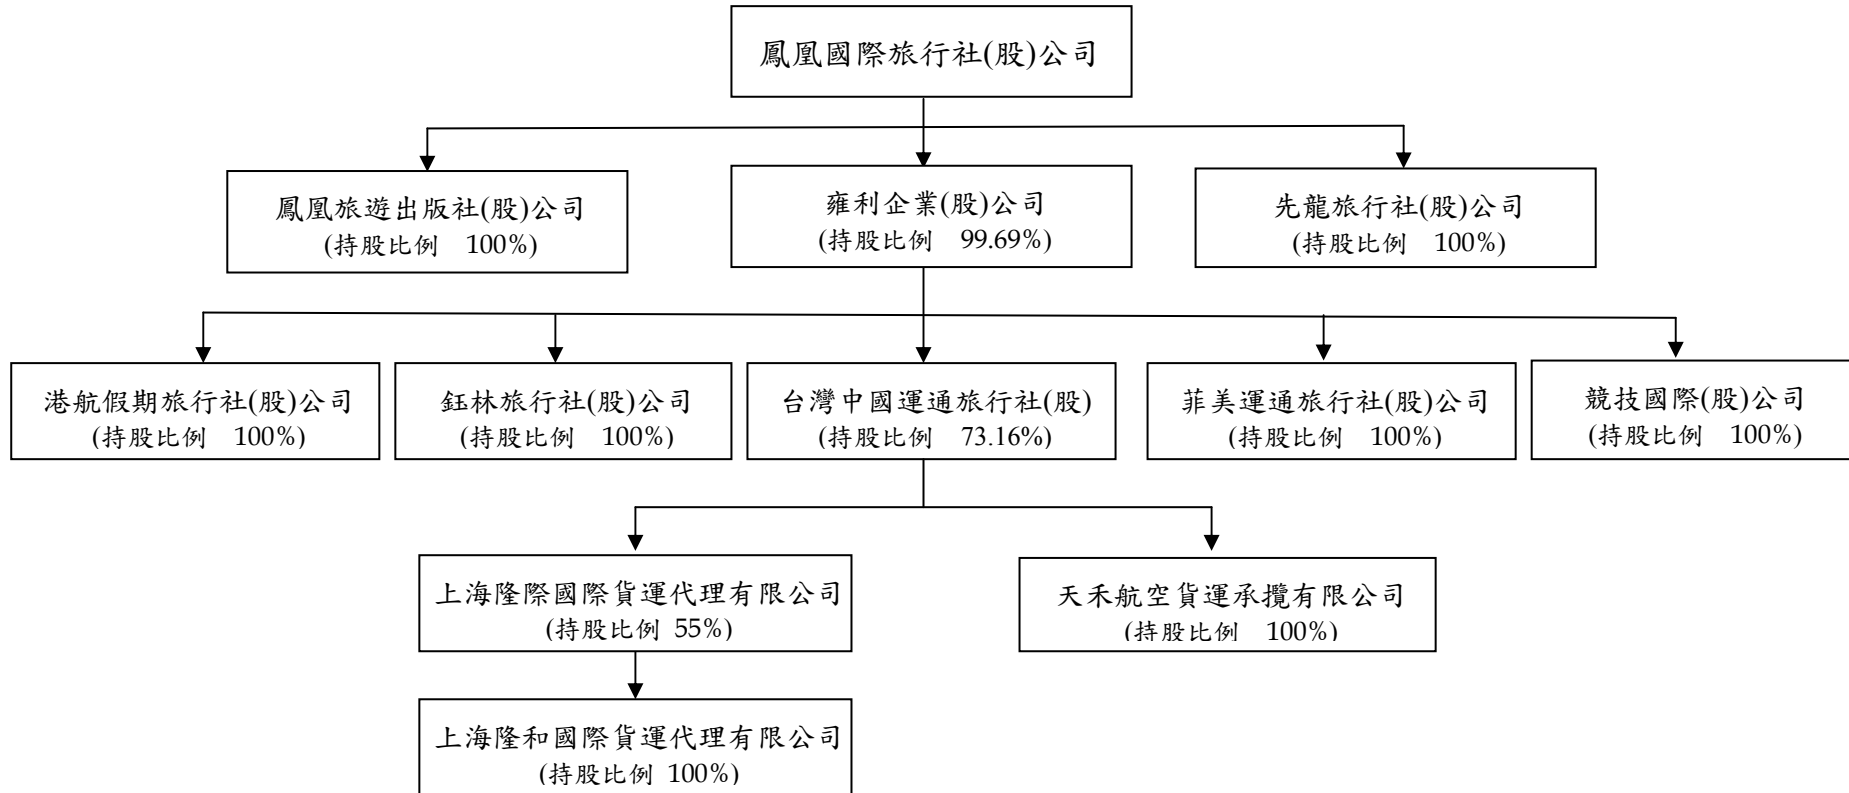 鳳凰國際旅行社(股)公司
鳳凰旅遊出版社(股)公司
(持股比例　100%)
雍利企業(股)公司
(持股比例　99.69%)
先龍旅行社(股)公司
(持股比例　100%)
港航假期旅行社(股)公司
(持股比例　100%)
鈺林旅行社(股)公司
(持股比例　100%)
台灣中國運通旅行社(股)
(持股比例　73.16%)
菲美運通旅行社(股)公司
(持股比例　100%)
競技國際(股)公司
(持股比例　100%)
上海隆際國際貨運代理有限公司
(持股比例 55%)
天禾航空貨運承攬有限公司
(持股比例　100%)
上海隆和國際貨運代理有限公司
(持股比例 100%)